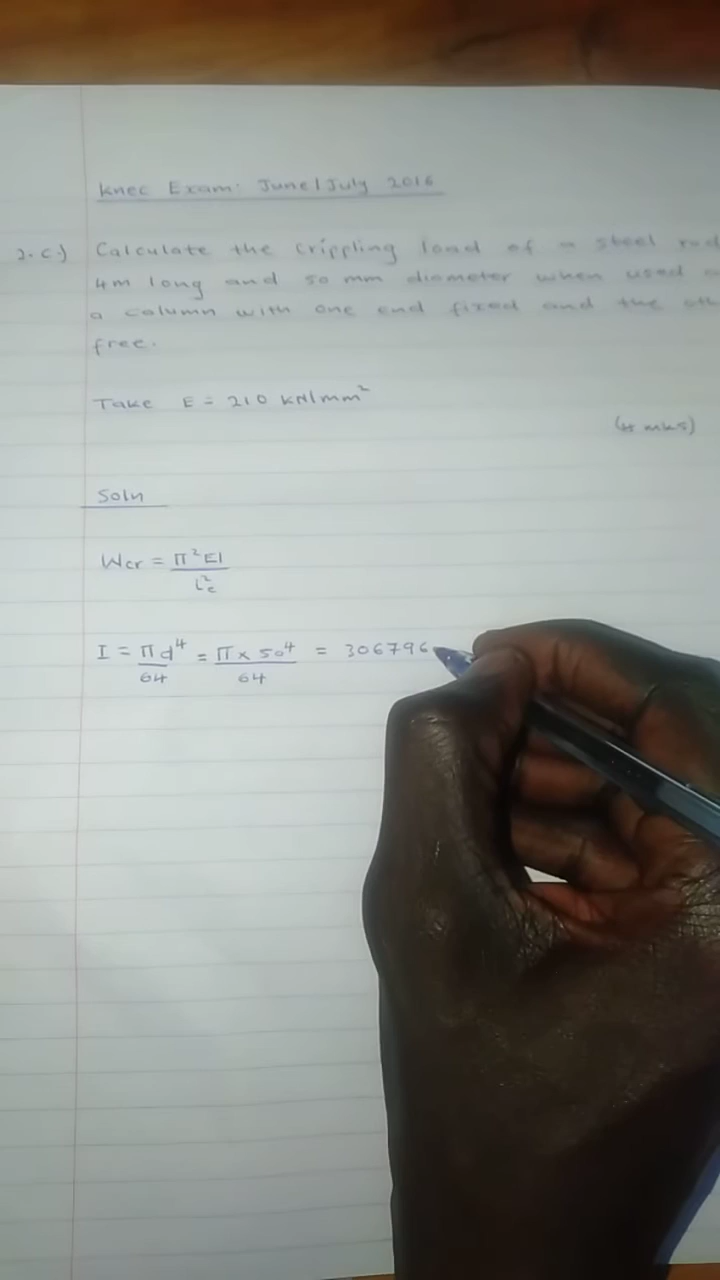 Knec Exam: June/July 2016
2.c.) Calculate the crippling load of a steel rod
4m long and 50 mm diameter when used
a column with one end fixed and the
free.
Take E = 210 kN/mm²
(4 mks)
Soln
Wcr = π²EI / L²e
I = πd⁴/64 = π × 50⁴/64 = 306796